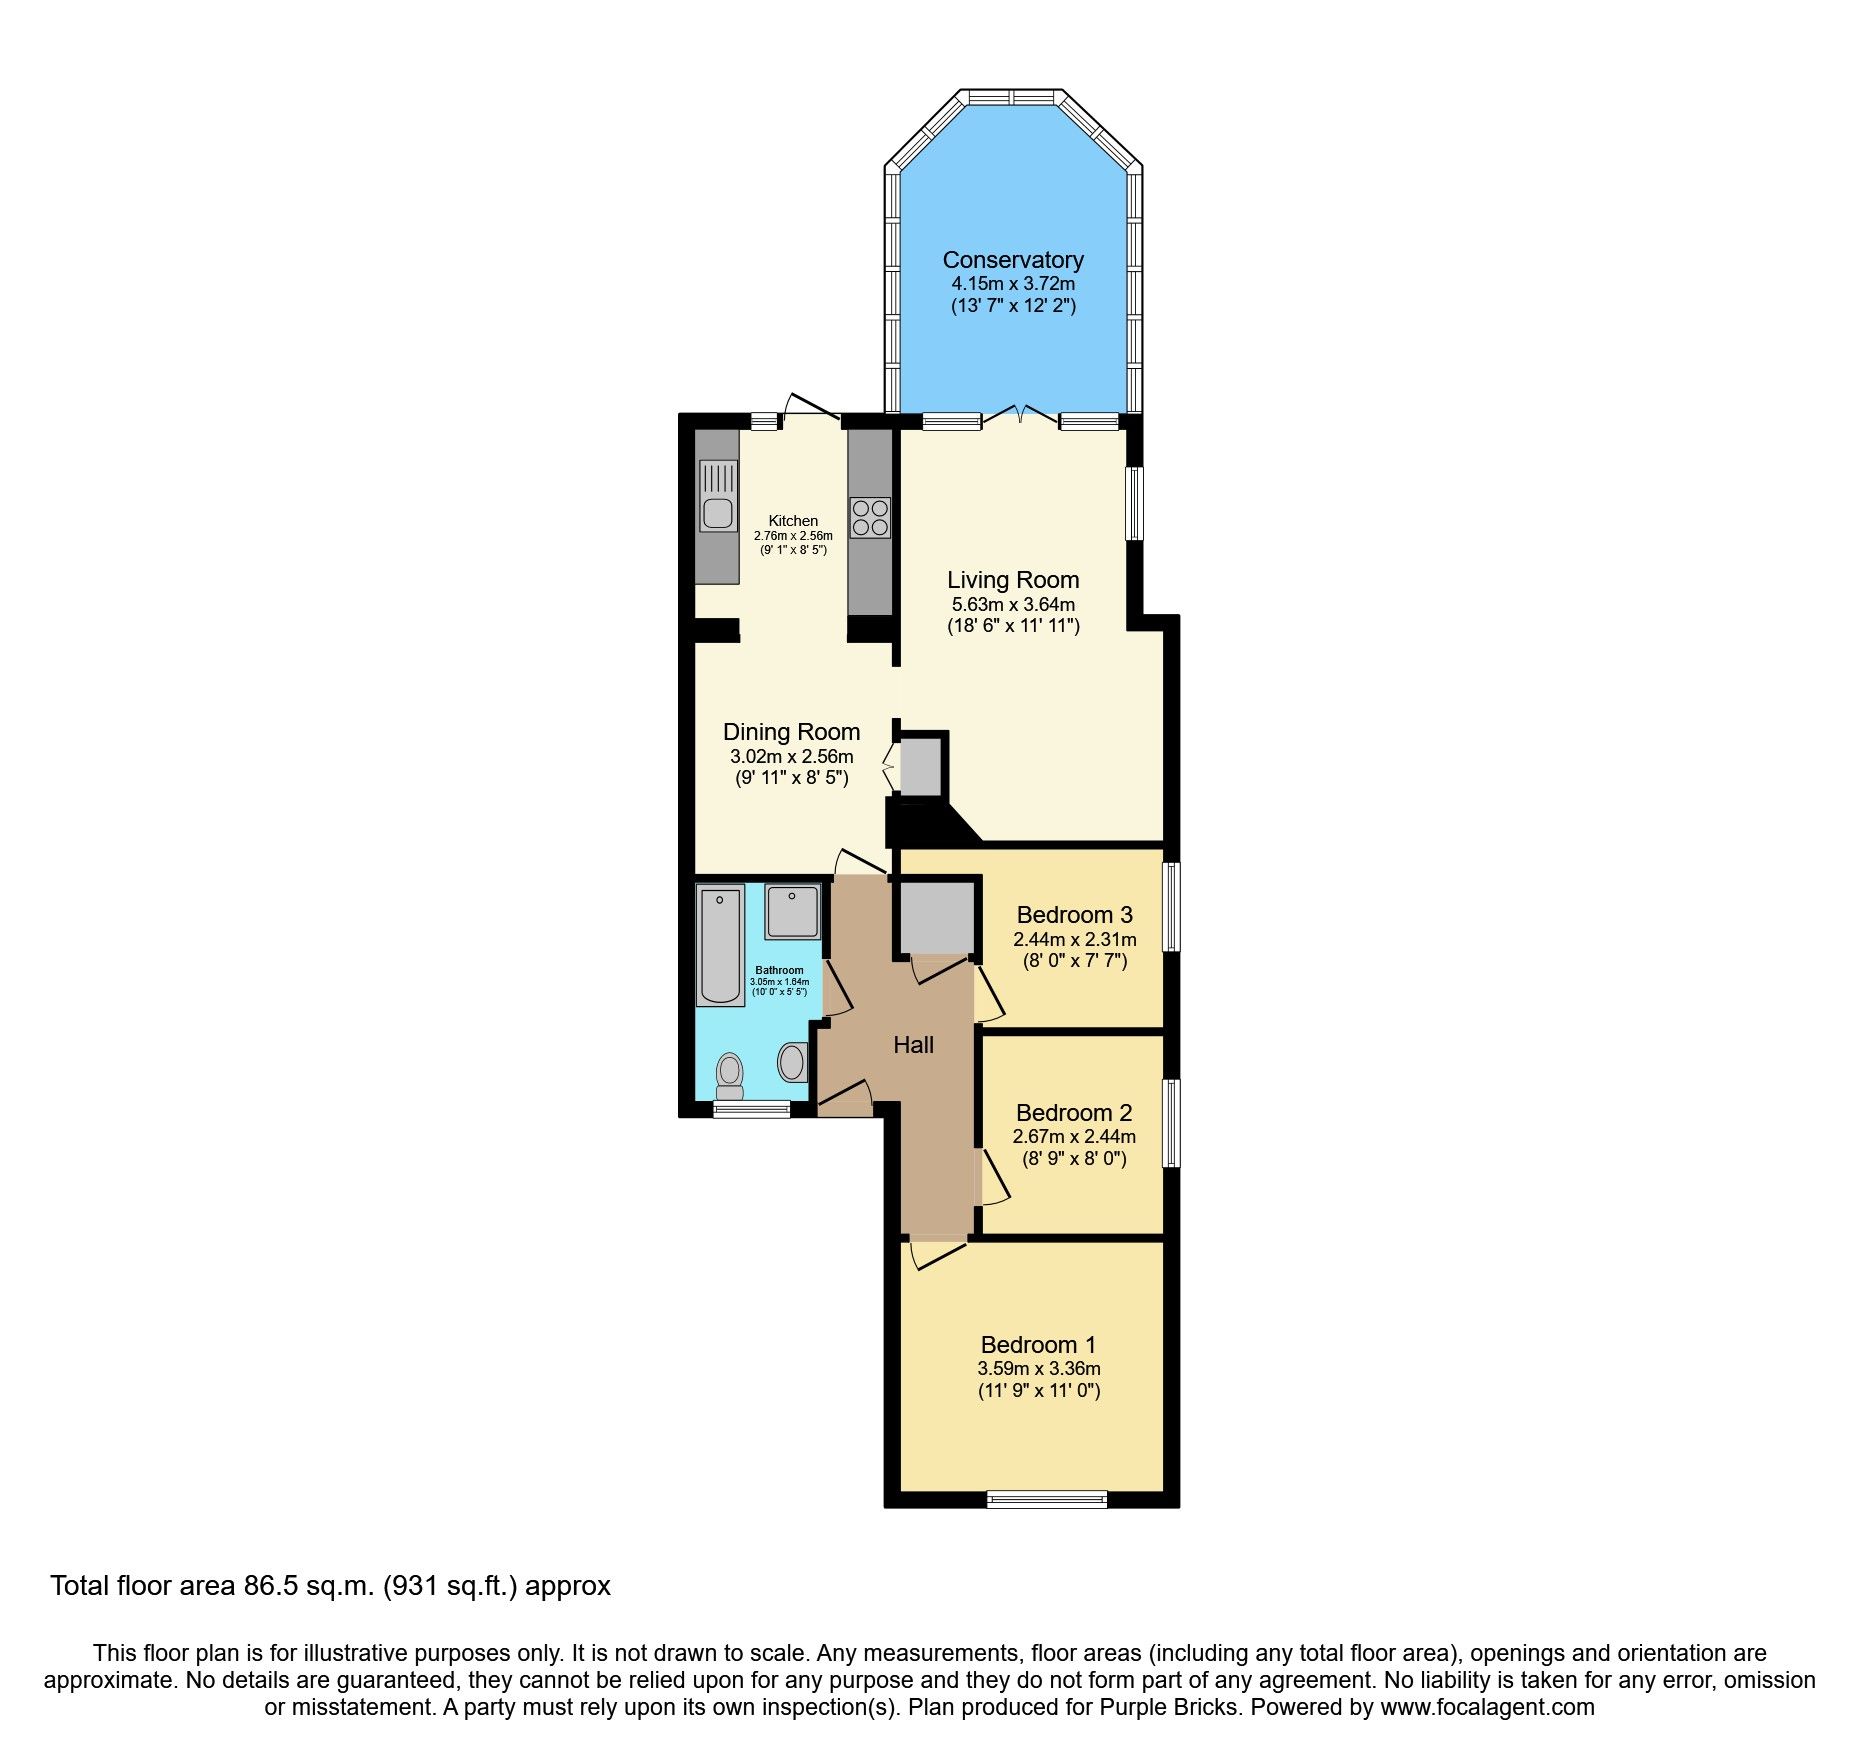 Conservatory
4.15m x 3.72m
(13' 7" x 12' 2")
Kitchen
2.76m x 2.56m
(9' 1" x 8' 5")
Living Room
5.63m x 3.64m
(18' 6" x 11' 11")
Dining Room
3.02m x 2.56m
(9' 11" x 8' 5")
Bedroom 3
2.44m x 2.31m
(8' 0" x 7' 7")
Bathroom
3.05m x 1.64m
(10' 0" x 5' 5")
Hall
Bedroom 2
2.67m x 2.44m
(8' 9" x 8' 0")
Bedroom 1
3.59m x 3.36m
(11' 9" x 11' 0")
Total floor area 86.5 sq.m. (931 sq.ft.) approx
This floor plan is for illustrative purposes only. It is not drawn to scale. Any measurements, floor areas (including any total floor area), openings and orientation are
approximate. No details are guaranteed, they cannot be relied upon for any purpose and they do not form part of any agreement. No liability is taken for any error, omission
or misstatement. A party must rely upon its own inspection(s). Plan produced for Purple Bricks. Powered by www.focalagent.com